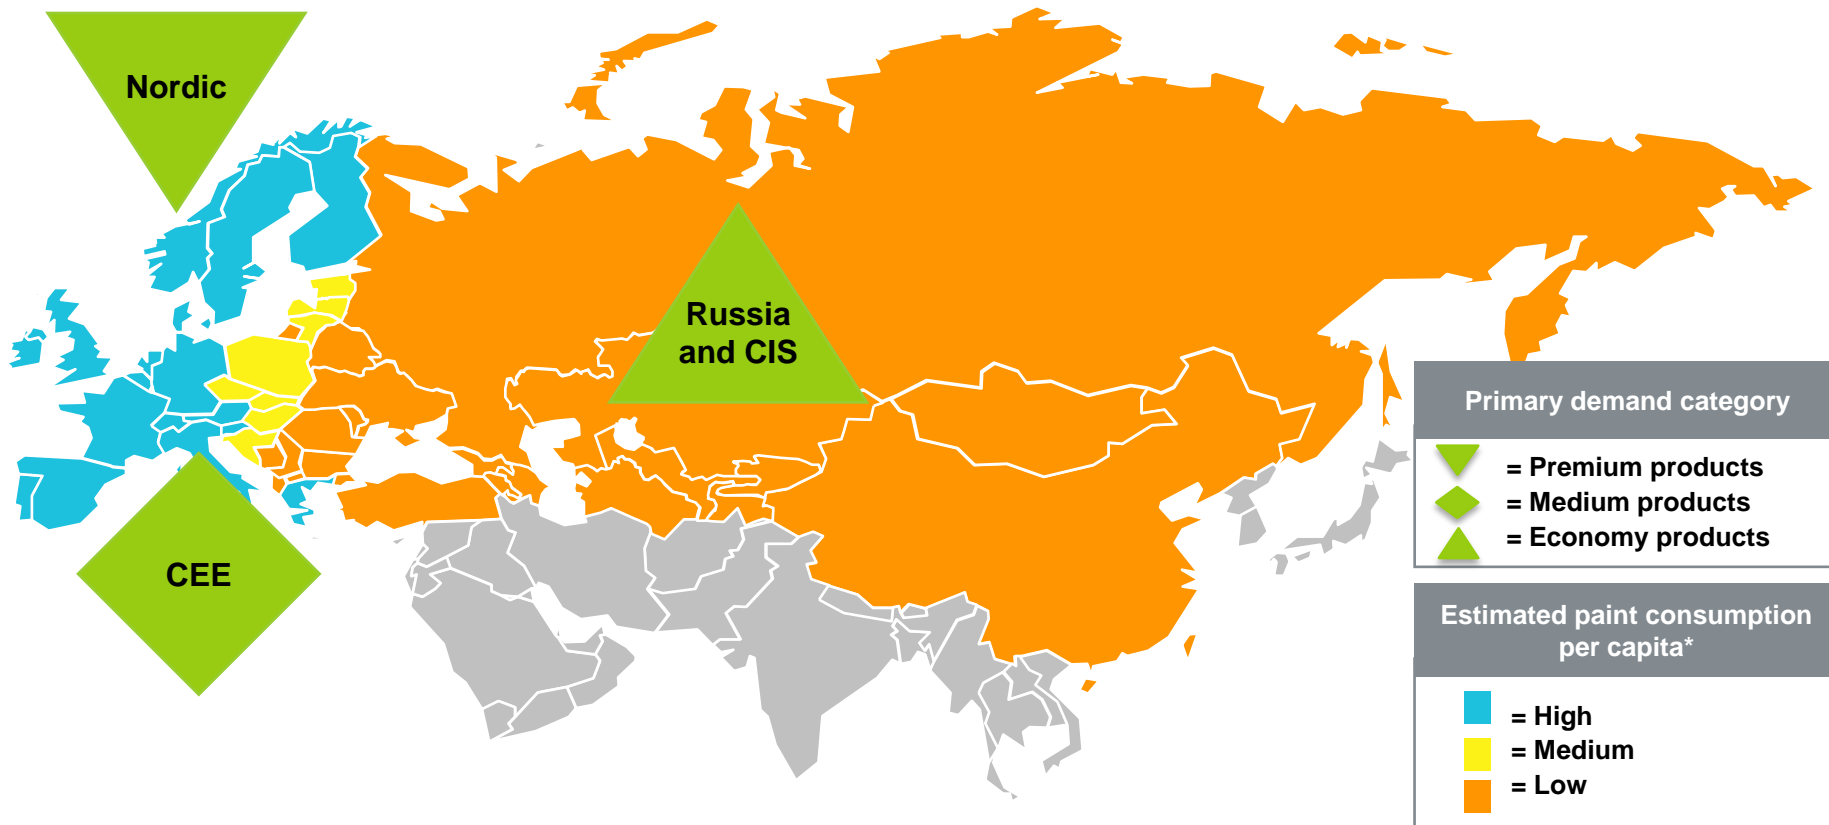 Nordic
Russia
and CIS
CEE
Primary demand category
= Premium products
= Medium products
= Economy products
Estimated paint consumption
per capita*
= High
= Medium
= Low